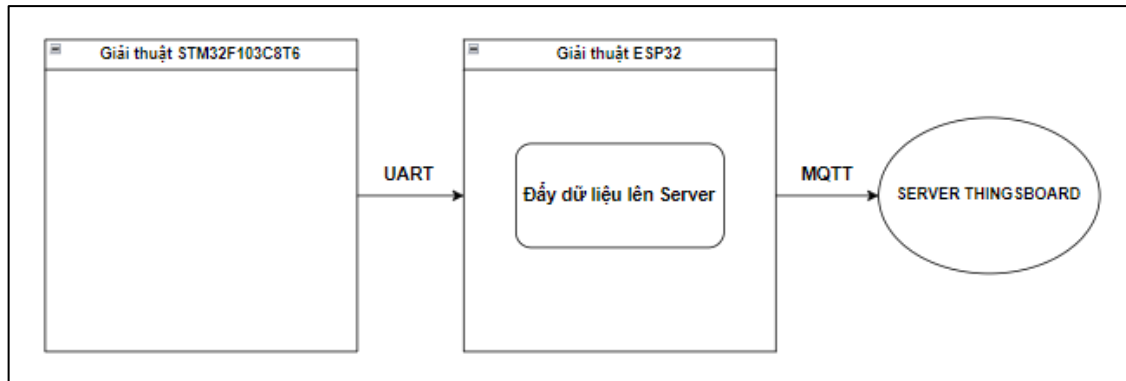 Giải thuật STM32F103C8T6
Giải thuật ESP32
UART
Đẩy dữ liệu lên Server
MQTT
SERVER THINGSBOARD